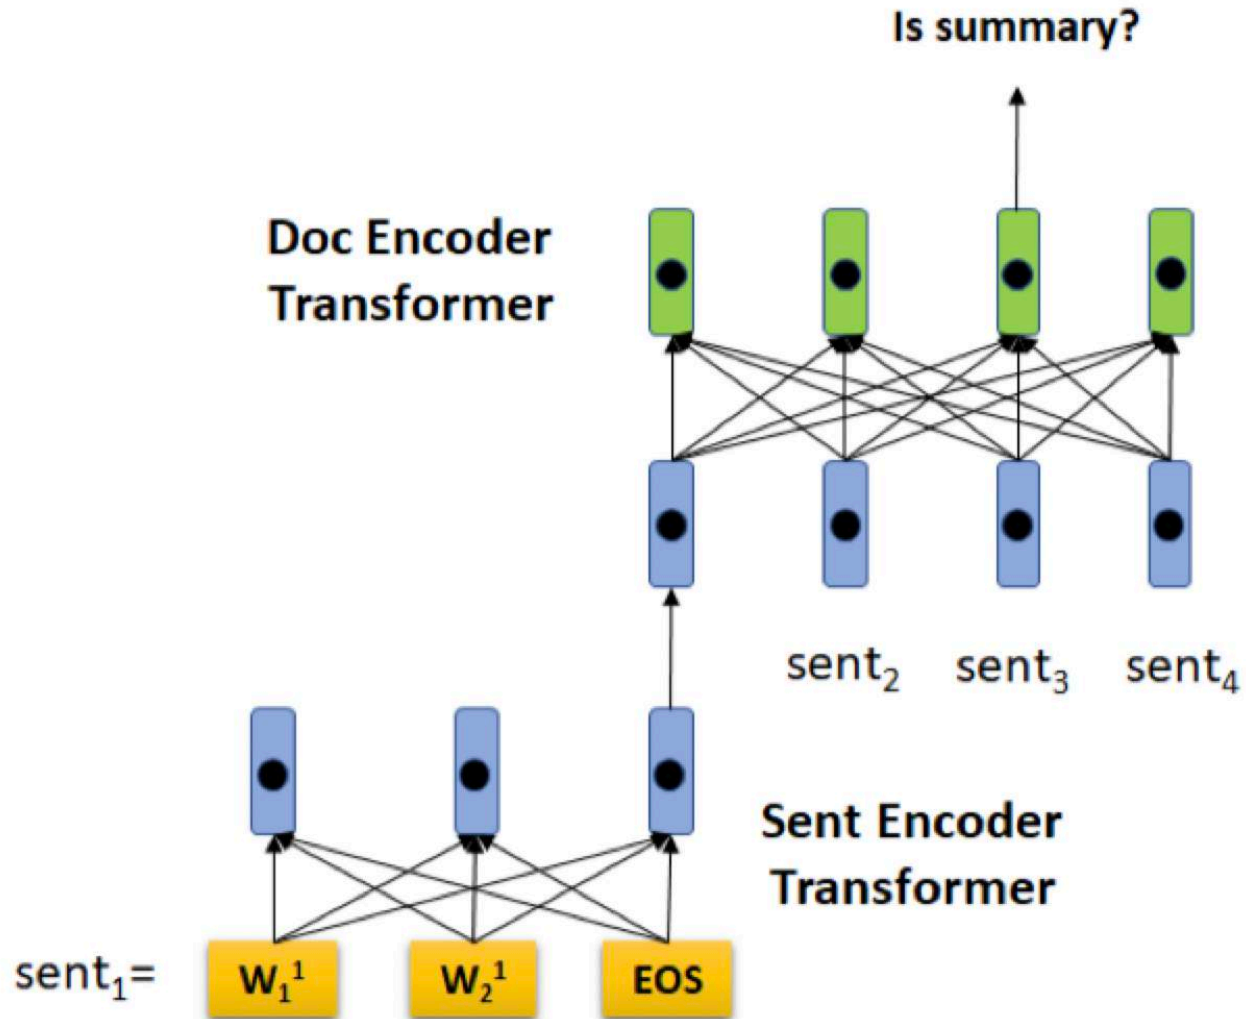 Is summary?
Doc Encoder
Transformer
sent₂ sent₃ sent₄
Sent Encoder
Transformer
sent₁= W₁¹ W₂¹ EOS